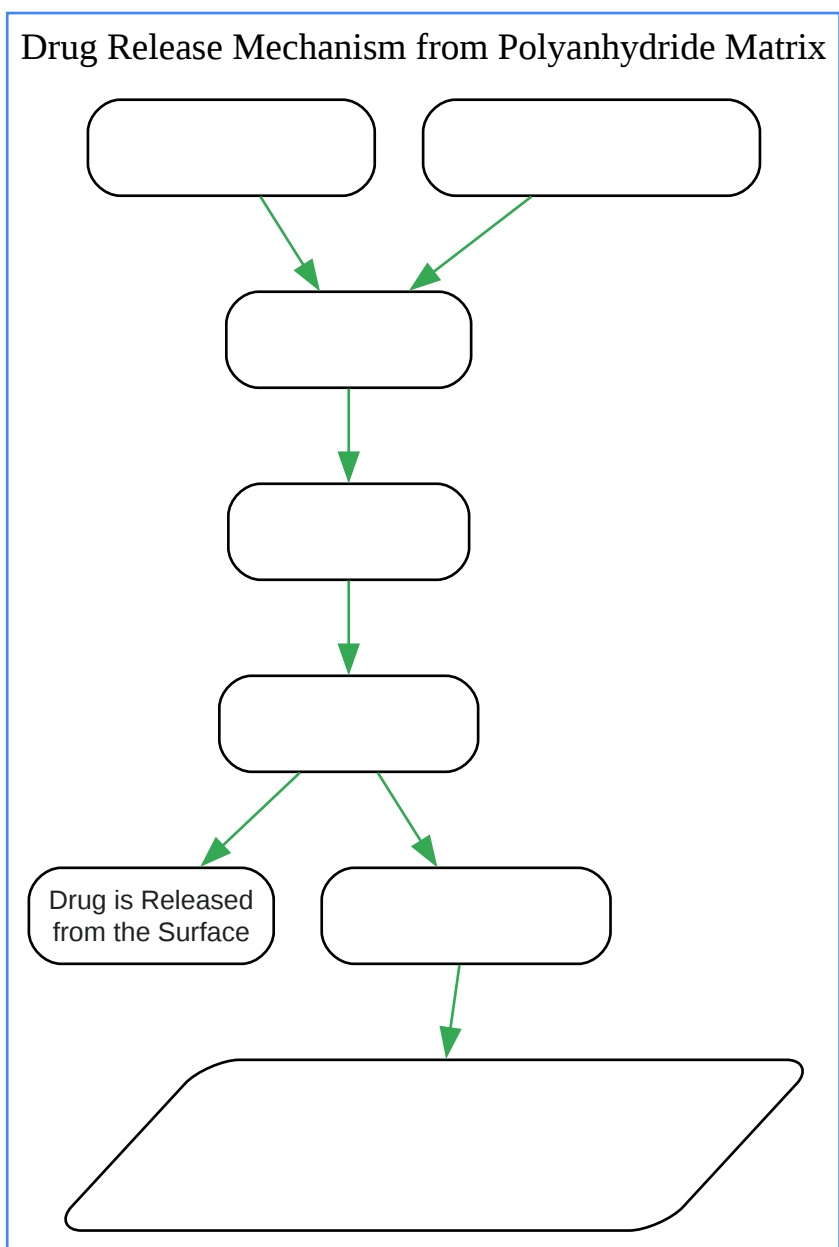 Drug Release Mechanism from Polyanhydride Matrix
Drug is Released
from the Surface